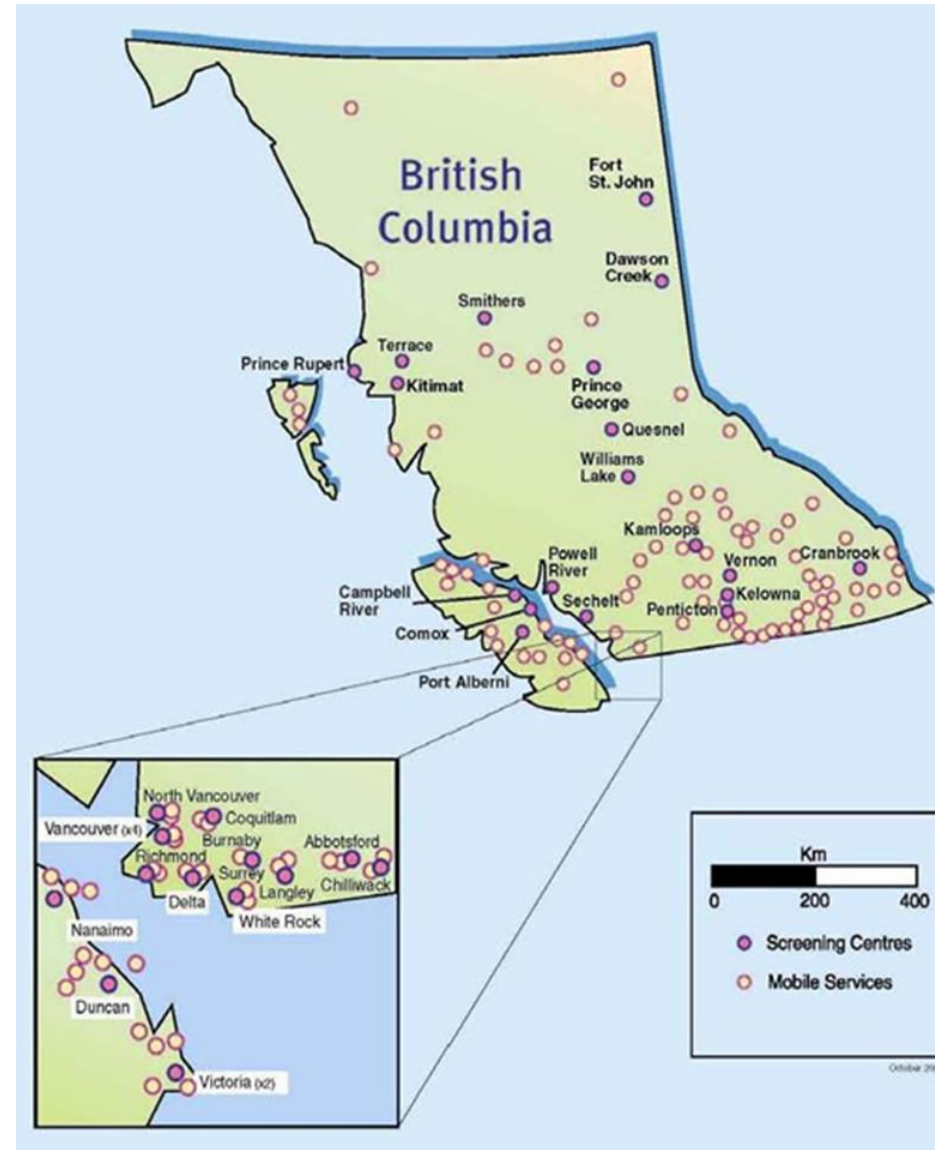 British
Columbia
Fort
St. John
Dawson
Creek
Smithers
Terrace
Prince Rupert
Kitimat
Prince
George
Quesnel
Williams
Lake
Kamloops
Vernon
Cranbrook
Powell
River
Kelowna
Campbell
River
Sechelt
Penticton
Comox
Port Alberni
North Vancouver
Coquitlam
Vancouver (x4)
Burnaby
Abbotsford
Richmond
Surrey
Chilliwack
Langley
Delta
White Rock
Nanaimo
Duncan
Victoria (x2)
Km
0 200 400
Screening Centres
Mobile Services
October 20